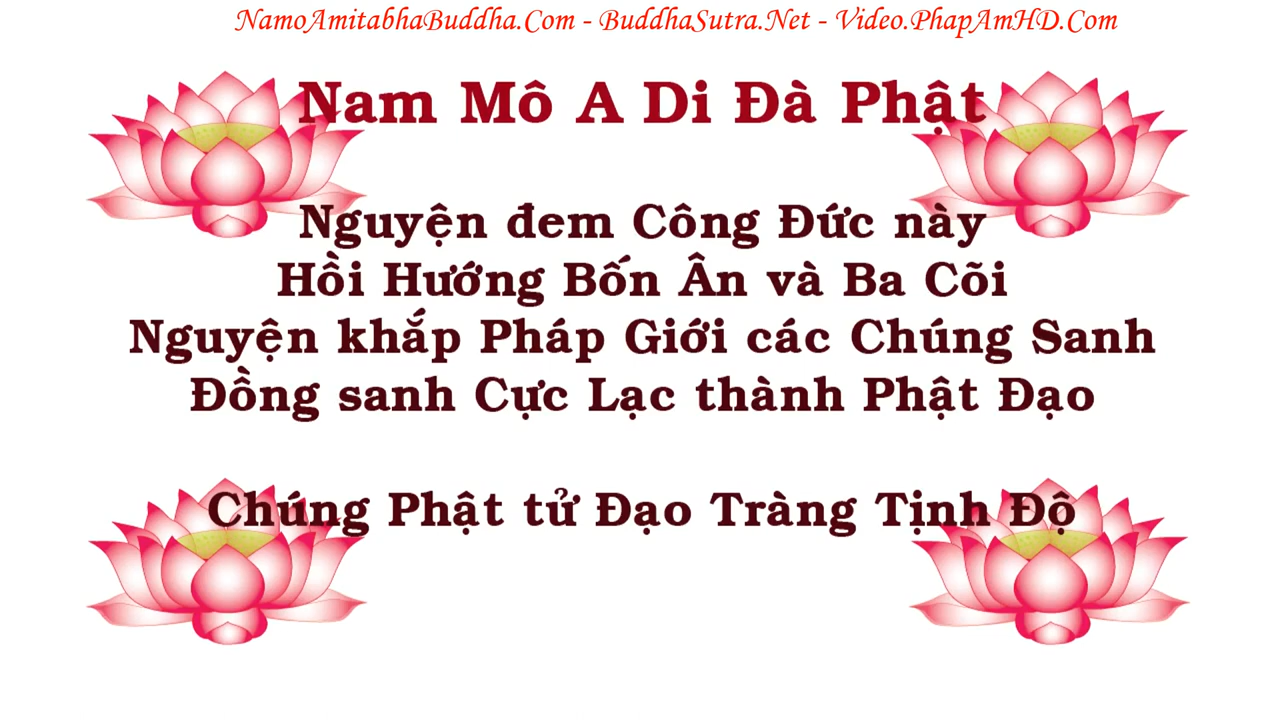 NamoAmitabhaBuddha.Com - BuddhaSutra.Net - Video.PhapAmHD.Com
Nam Mô A Di Đà Phật
Nguyện đem Công Đức này
Hồi Hướng Bốn Ân và Ba Cõi
Nguyện khắp Pháp Giới các Chúng Sanh
Đồng sanh Cực Lạc thành Phật Đạo
Chúng Phật tử Đạo Tràng Tịnh Độ